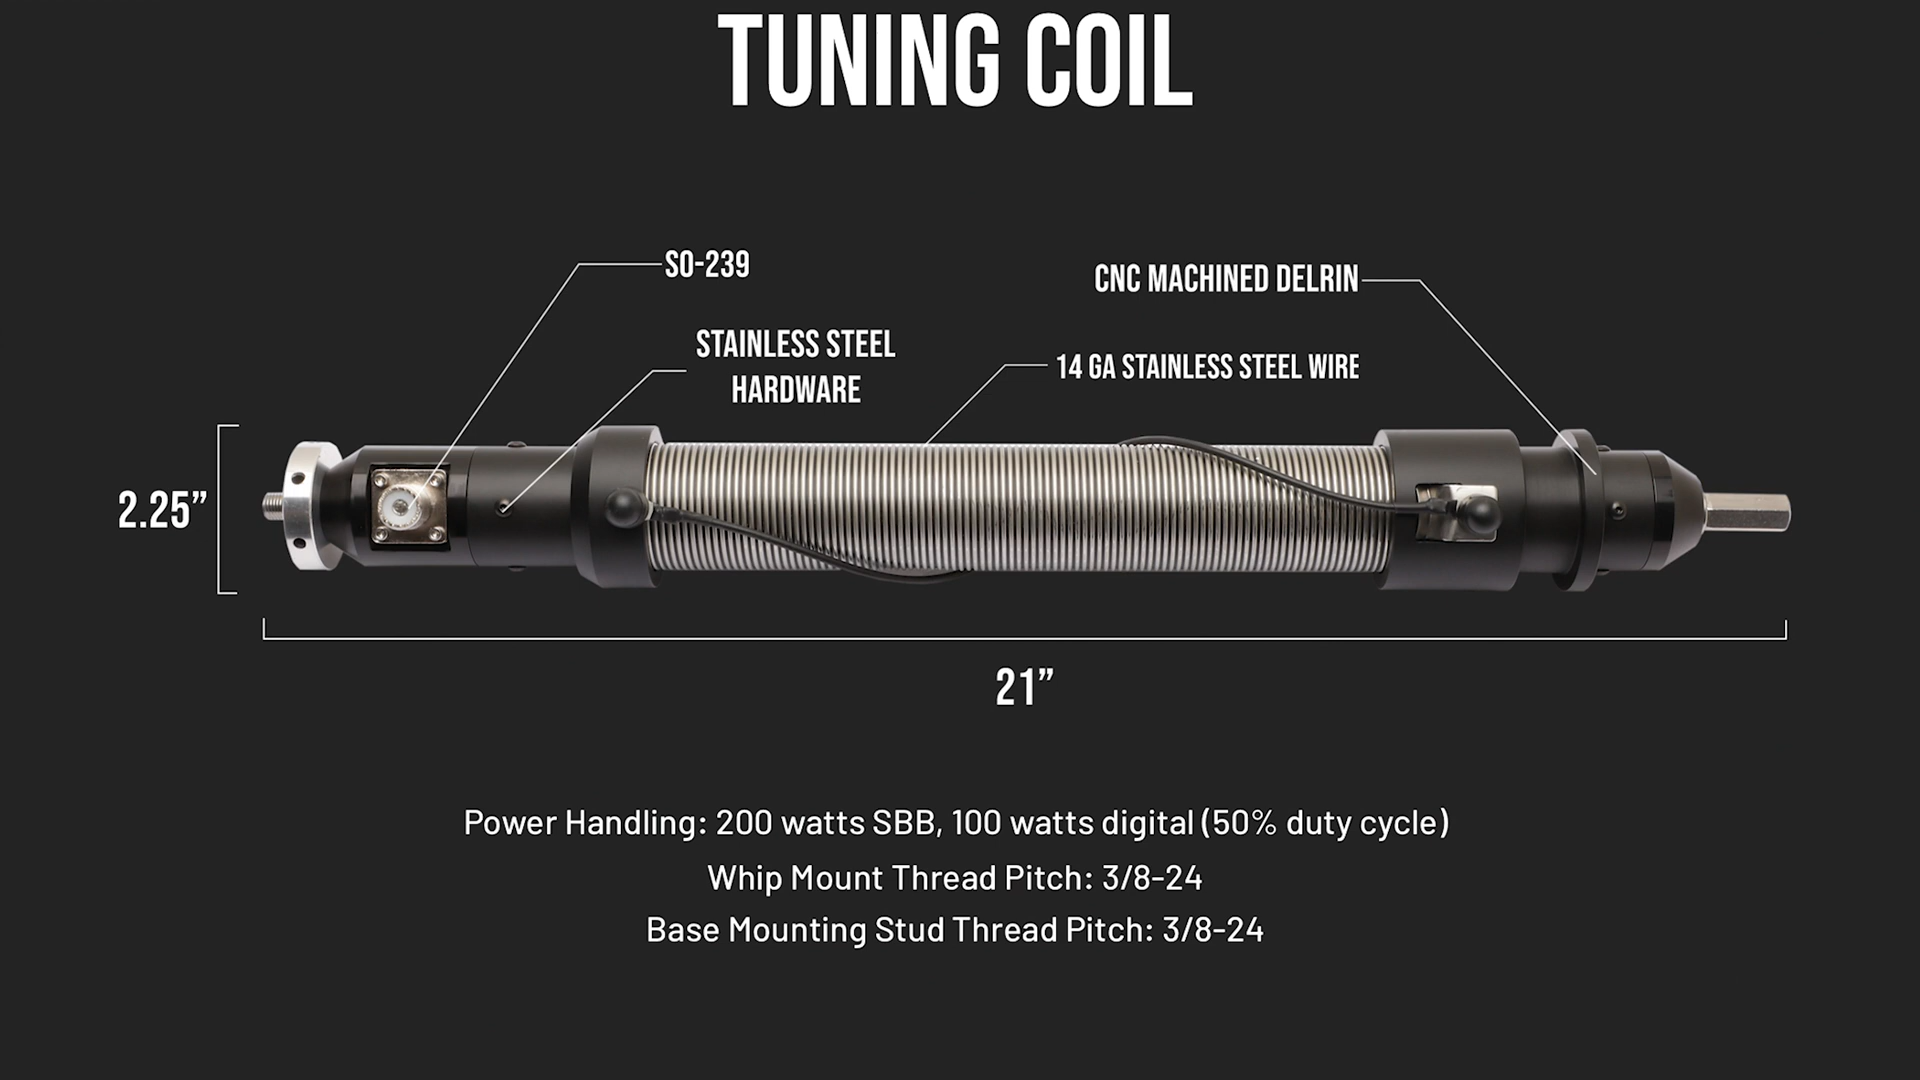 TUNING COIL
SO-239
CNC MACHINED DELRIN
STAINLESS STEEL
HARDWARE
14 GA STAINLESS STEEL WIRE
2.25”
21”
Power Handling: 200 watts SBB, 100 watts digital (50% duty cycle)
Whip Mount Thread Pitch: 3/8-24
Base Mounting Stud Thread Pitch: 3/8-24